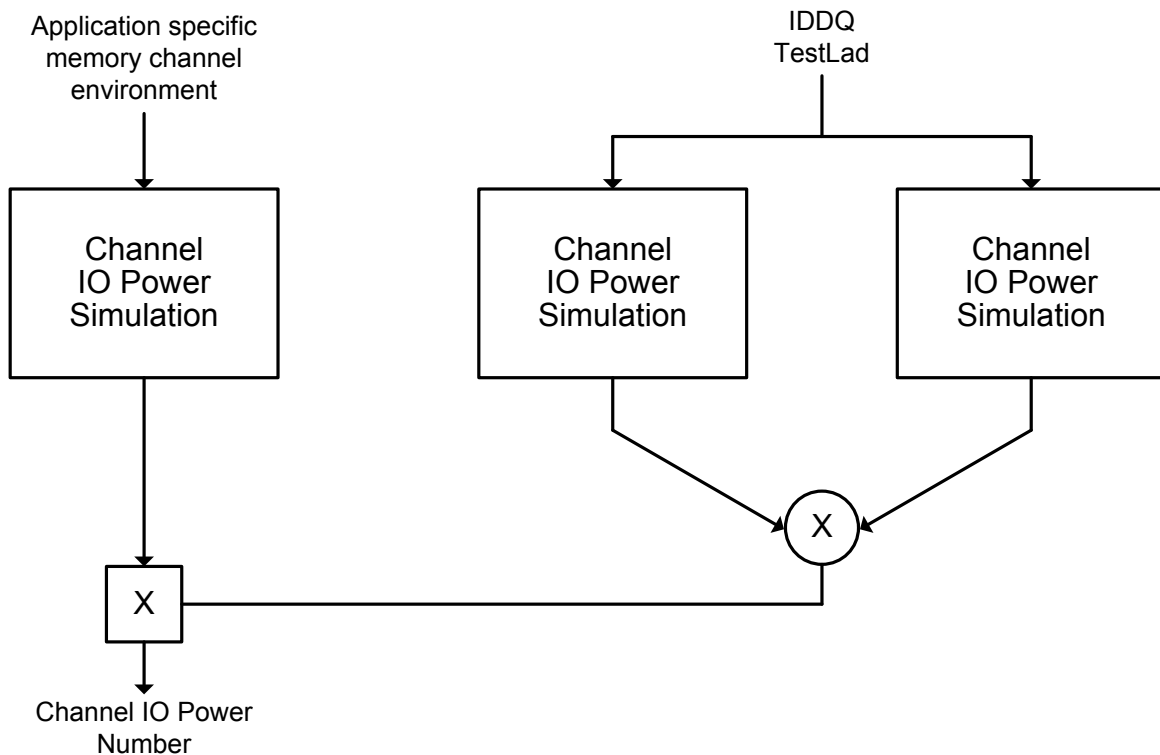 Application specific
memory channel
environment
IDDQ
TestLad
Channel
IO Power
Simulation
Channel
IO Power
Simulation
Channel
IO Power
Simulation
X
X
Channel IO Power
Number